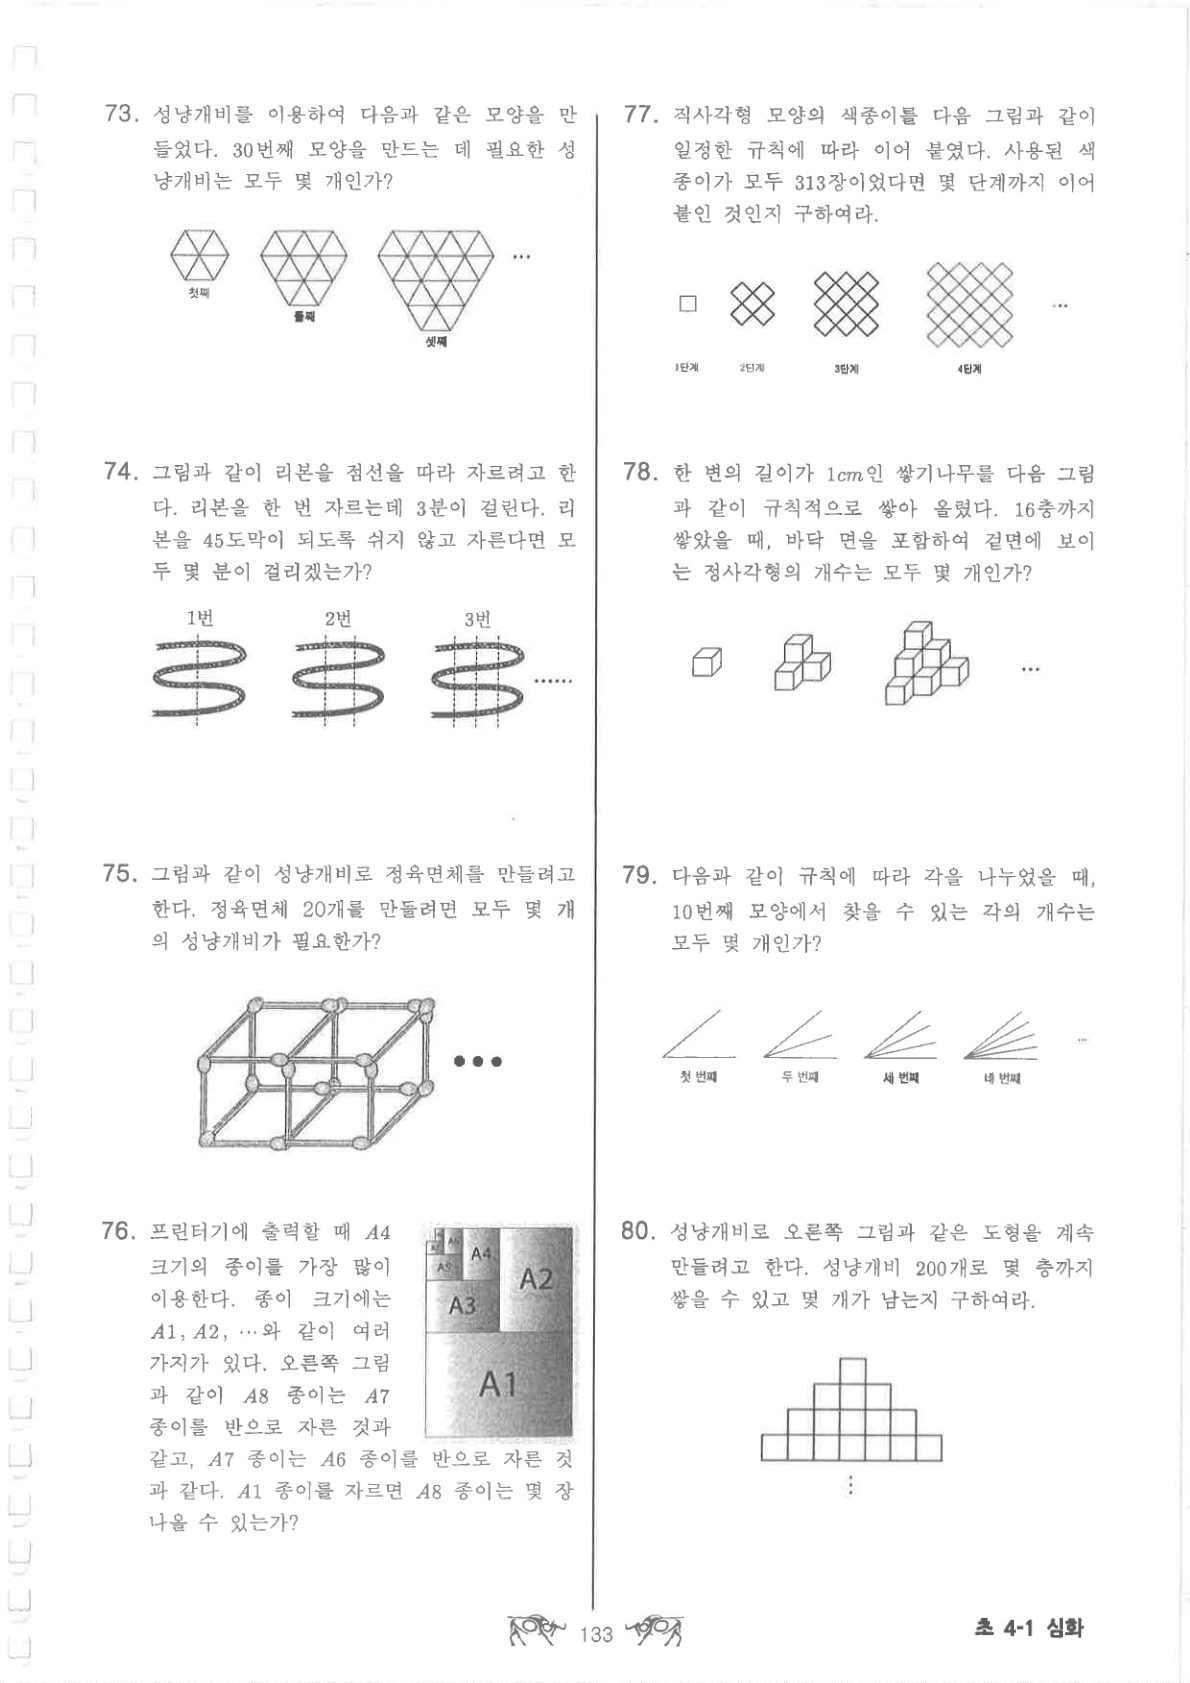 73. 성냥개비를 이용하여 다음과 같은 모양을 만
들었다. 30번째 모양을 만드는 데 필요한 성
냥개비는 모두 몇 개인가?
첫째
둘째
셋째
...
74. 그림과 같이 리본을 점선을 따라 자르려고 한
다. 리본을 한 번 자르는데 3분이 걸린다. 리
본을 45도막이 되도록 쉬지 않고 자른다면 모
두 몇 분이 걸리겠는가?
1번 2번 3번
......
75. 그림과 같이 성냥개비로 정육면체를 만들려고
한다. 정육면체 20개를 만들려면 모두 몇 개
의 성냥개비가 필요한가?
●●●
76. 프린터기에 출력할 때 A4
크기의 종이를 가장 많이
이용한다. 종이 크기에는
A1, A2, …와 같이 여러
가지가 있다. 오른쪽 그림
과 같이 A8 종이는 A7
종이를 반으로 자른 것과
같고, A7 종이는 A6 종이를 반으로 자른 것
과 같다. A1 종이를 자르면 A8 종이는 몇 장
나올 수 있는가?
A4
A2
A5
A3
A1
77. 직사각형 모양의 색종이를 다음 그림과 같이
일정한 규칙에 따라 이어 붙였다. 사용된 색
종이가 모두 313장이었다면 몇 단계까지 이어
붙인 것인지 구하여라.
...
1단계 2단계 3단계 4단계
78. 한 변의 길이가 1cm인 쌓기나무를 다음 그림
과 같이 규칙적으로 쌓아 올렸다. 16층까지
쌓았을 때, 바닥 면을 포함하여 겉면에 보이
는 정사각형의 개수는 모두 몇 개인가?
...
79. 다음과 같이 규칙에 따라 각을 나누었을 때,
10번째 모양에서 찾을 수 있는 각의 개수는
모두 몇 개인가?
...
첫 번째 두 번째 세 번째 네 번째
80. 성냥개비로 오른쪽 그림과 같은 도형을 계속
만들려고 한다. 성냥개비 200개로 몇 층까지
쌓을 수 있고 몇 개가 남는지 구하여라.
⋮
133
초 4-1 심화